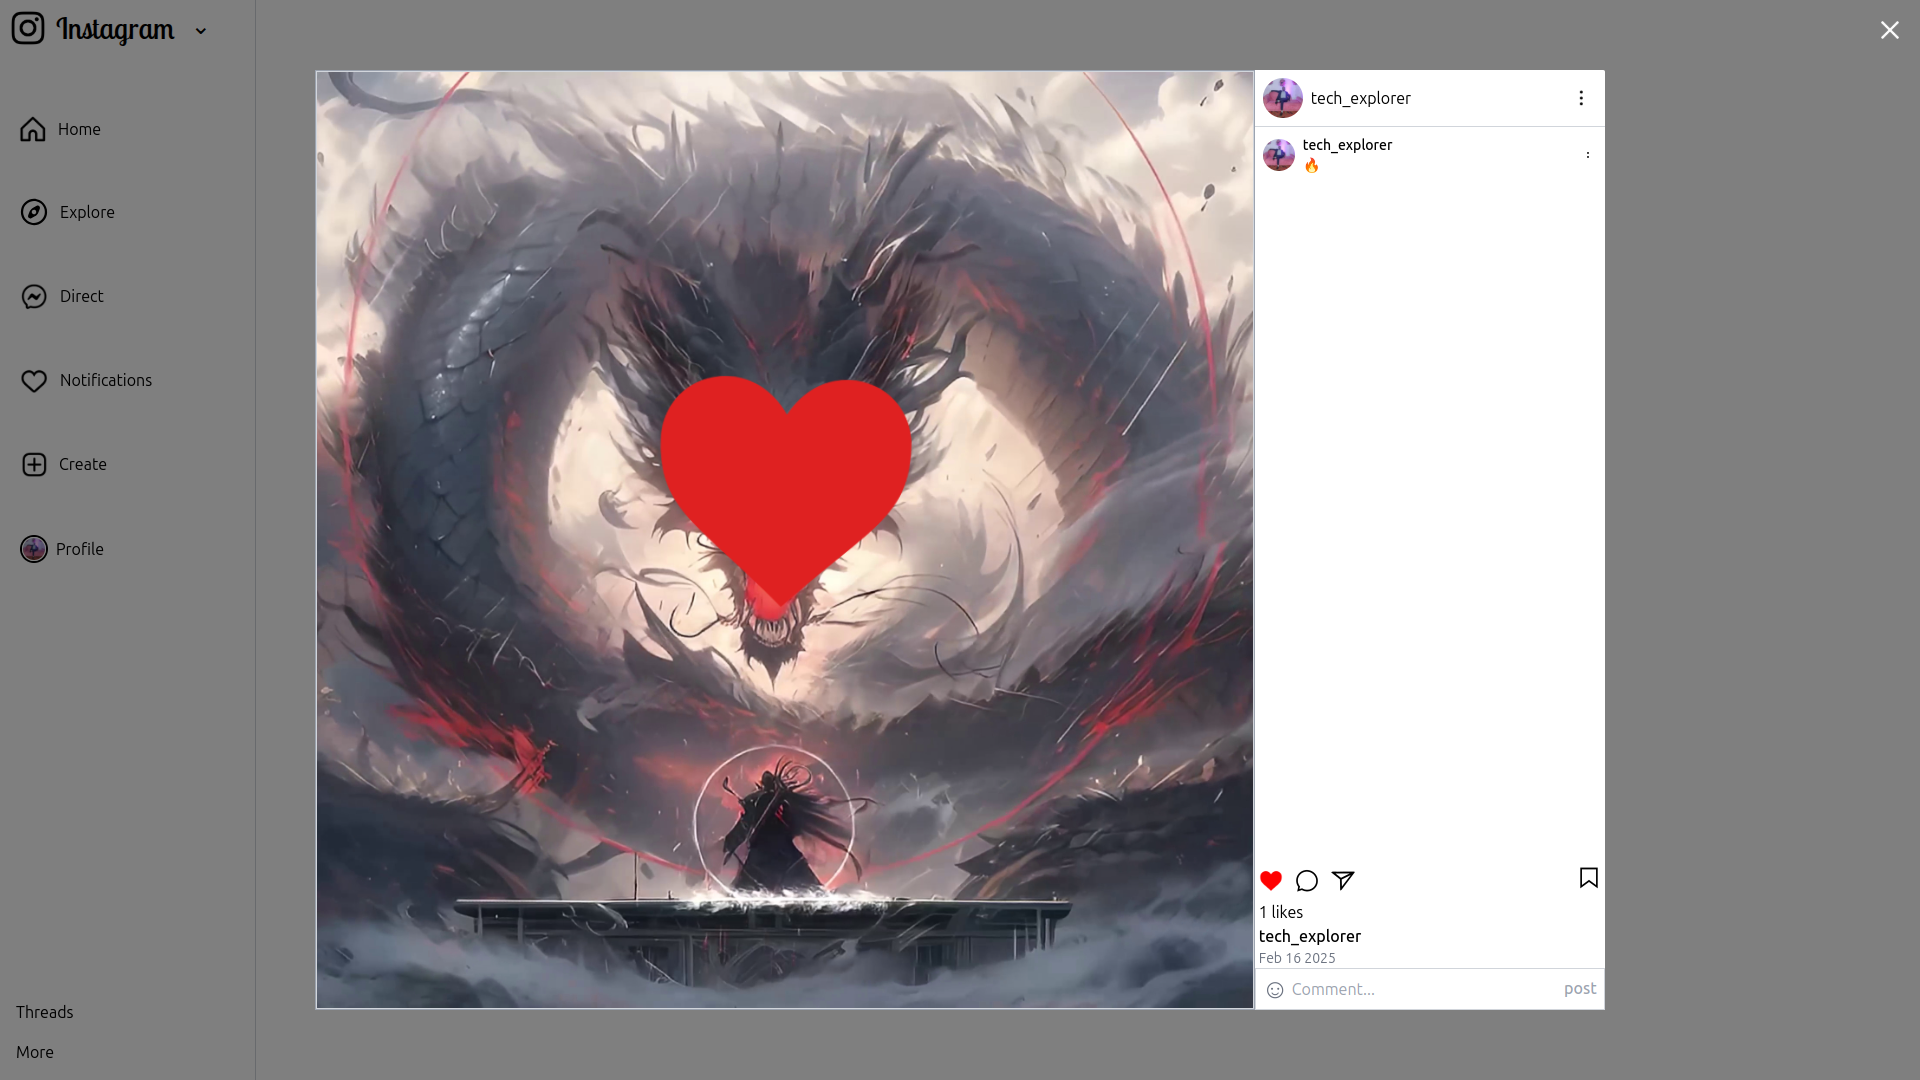 Instagram
Home
Explore
Direct
Notifications
Create
Profile
Threads
More
tech_explorer
tech_explorer
🔥
1 likes
tech_explorer
Feb 16 2025
Comment...
post